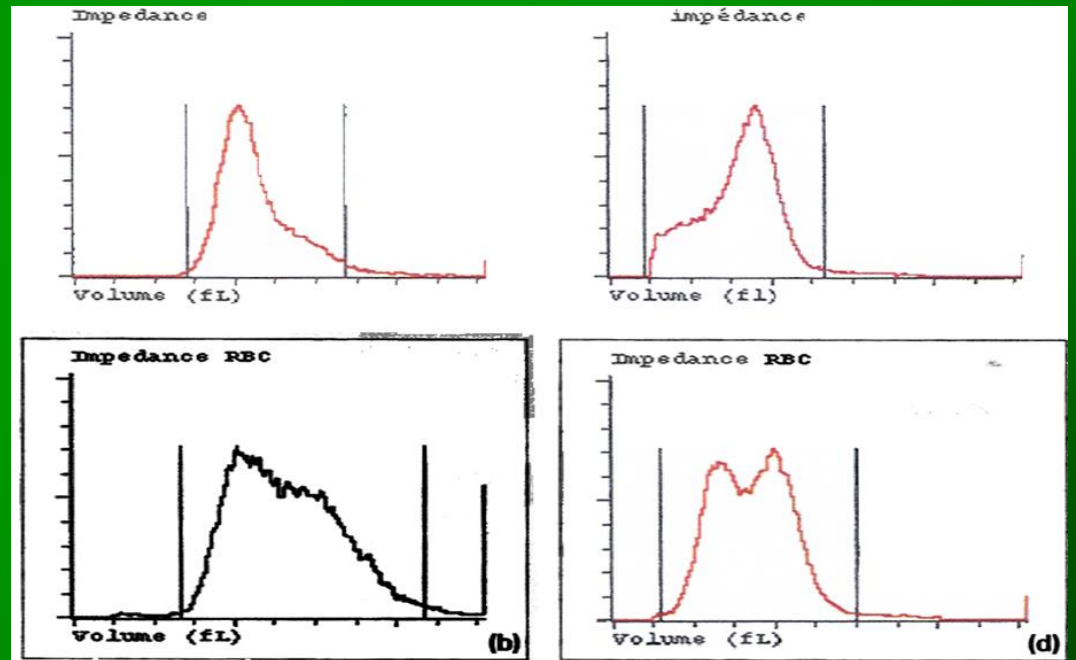 Impedance
impédance
Volume (fL)
Volume (fl)
Impedance RBC
Impedance RBC
Volume (fL)
(b)
Volume (fL)
(d)